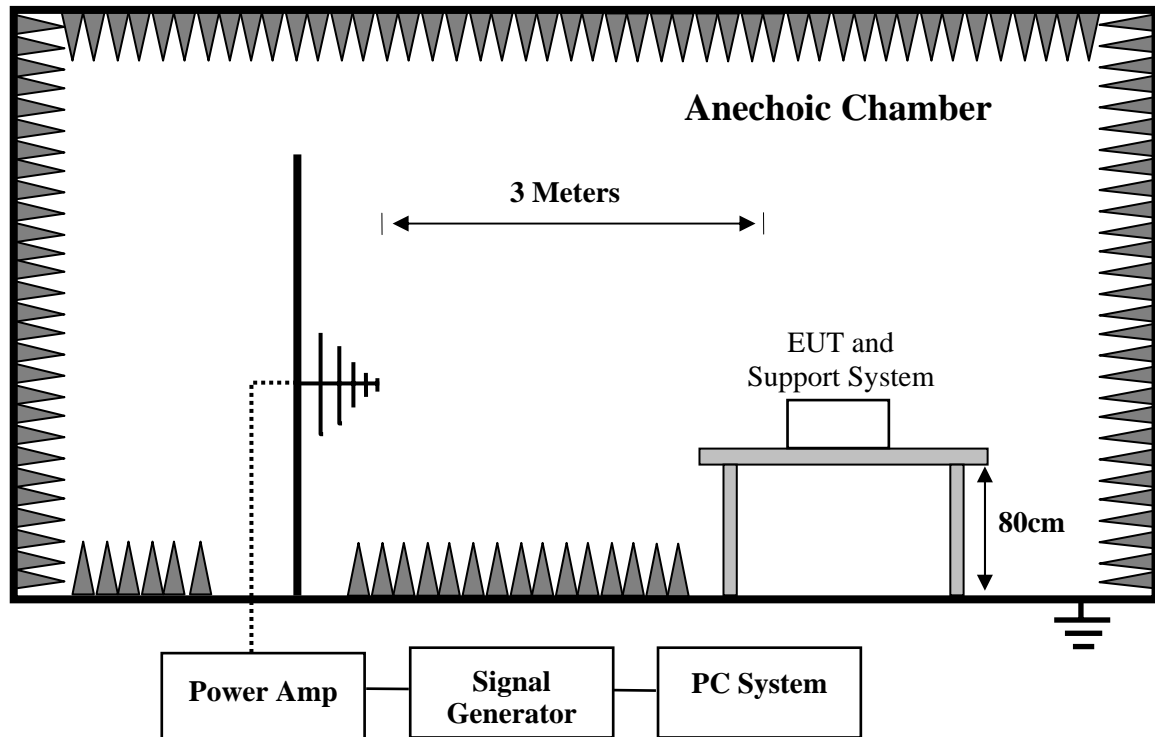 Anechoic Chamber
3 Meters
EUT and
Support System
80cm
Power Amp
Signal
Generator
PC System